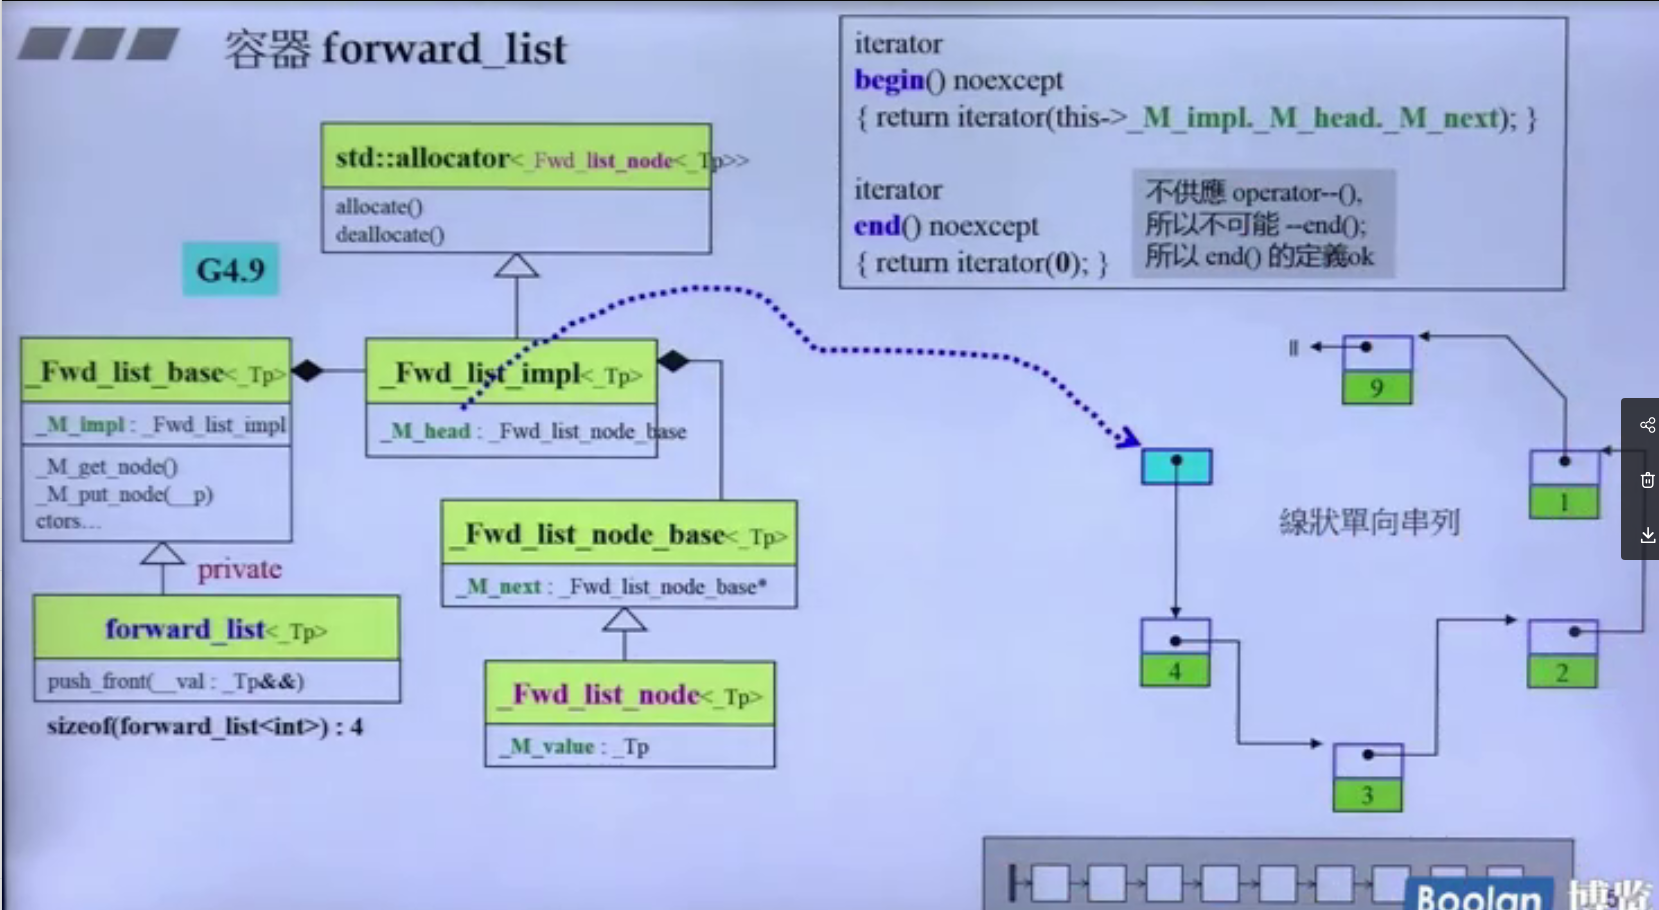 容器 forward_list
iterator
begin() noexcept
{ return iterator(this->_M_impl._M_head._M_next); }
iterator
end() noexcept
{ return iterator(0); }
不供應 operator--(),
所以不可能 --end();
所以 end() 的定義ok
std::allocator<_Fwd_list_node<_Tp>>
allocate()
deallocate()
G4.9
_Fwd_list_base<_Tp>
_M_impl : _Fwd_list_impl
_M_get_node()
_M_put_node(__p)
ctors...
_Fwd_list_impl<_Tp>
_M_head : _Fwd_list_node_base
private
forward_list<_Tp>
push_front(__val : _Tp&&)
sizeof(forward_list<int>) : 4
_Fwd_list_node_base<_Tp>
_M_next : _Fwd_list_node_base*
_Fwd_list_node<_Tp>
_M_value : _Tp
9
1
線狀單向串列
4
2
3
Boolan 博览